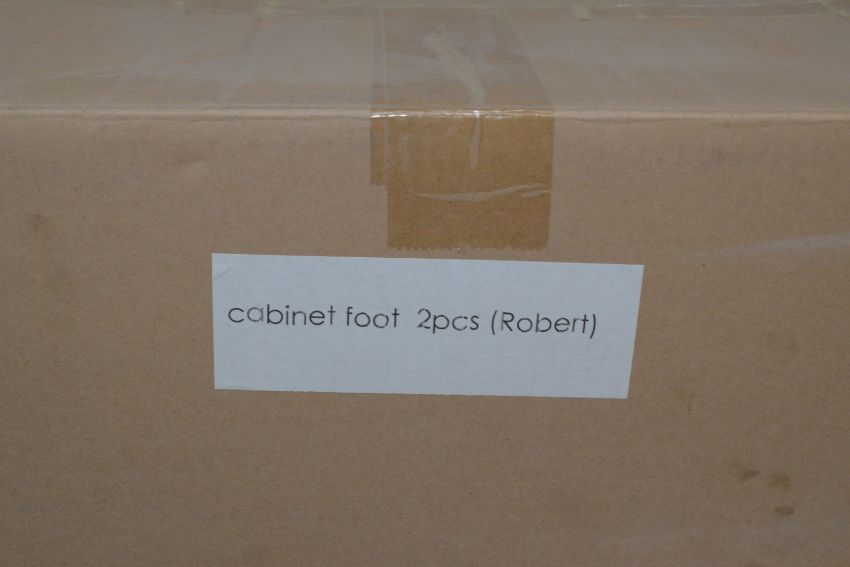 cabinet foot 2pcs (Robert)